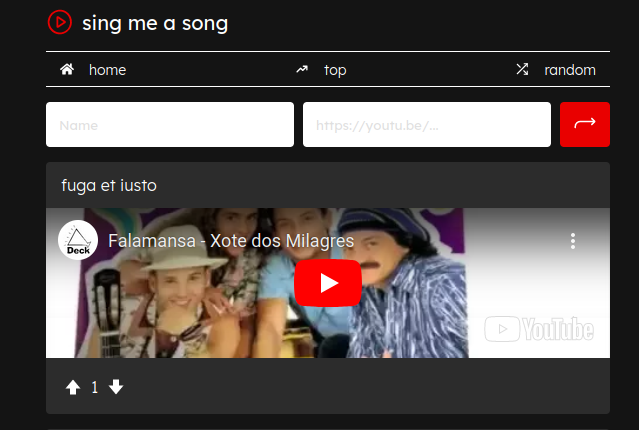 sing me a song
home
top
random
Name
https://youtu.be/...
fuga et iusto
Deck
Falamansa - Xote dos Milagres
YouTube
1